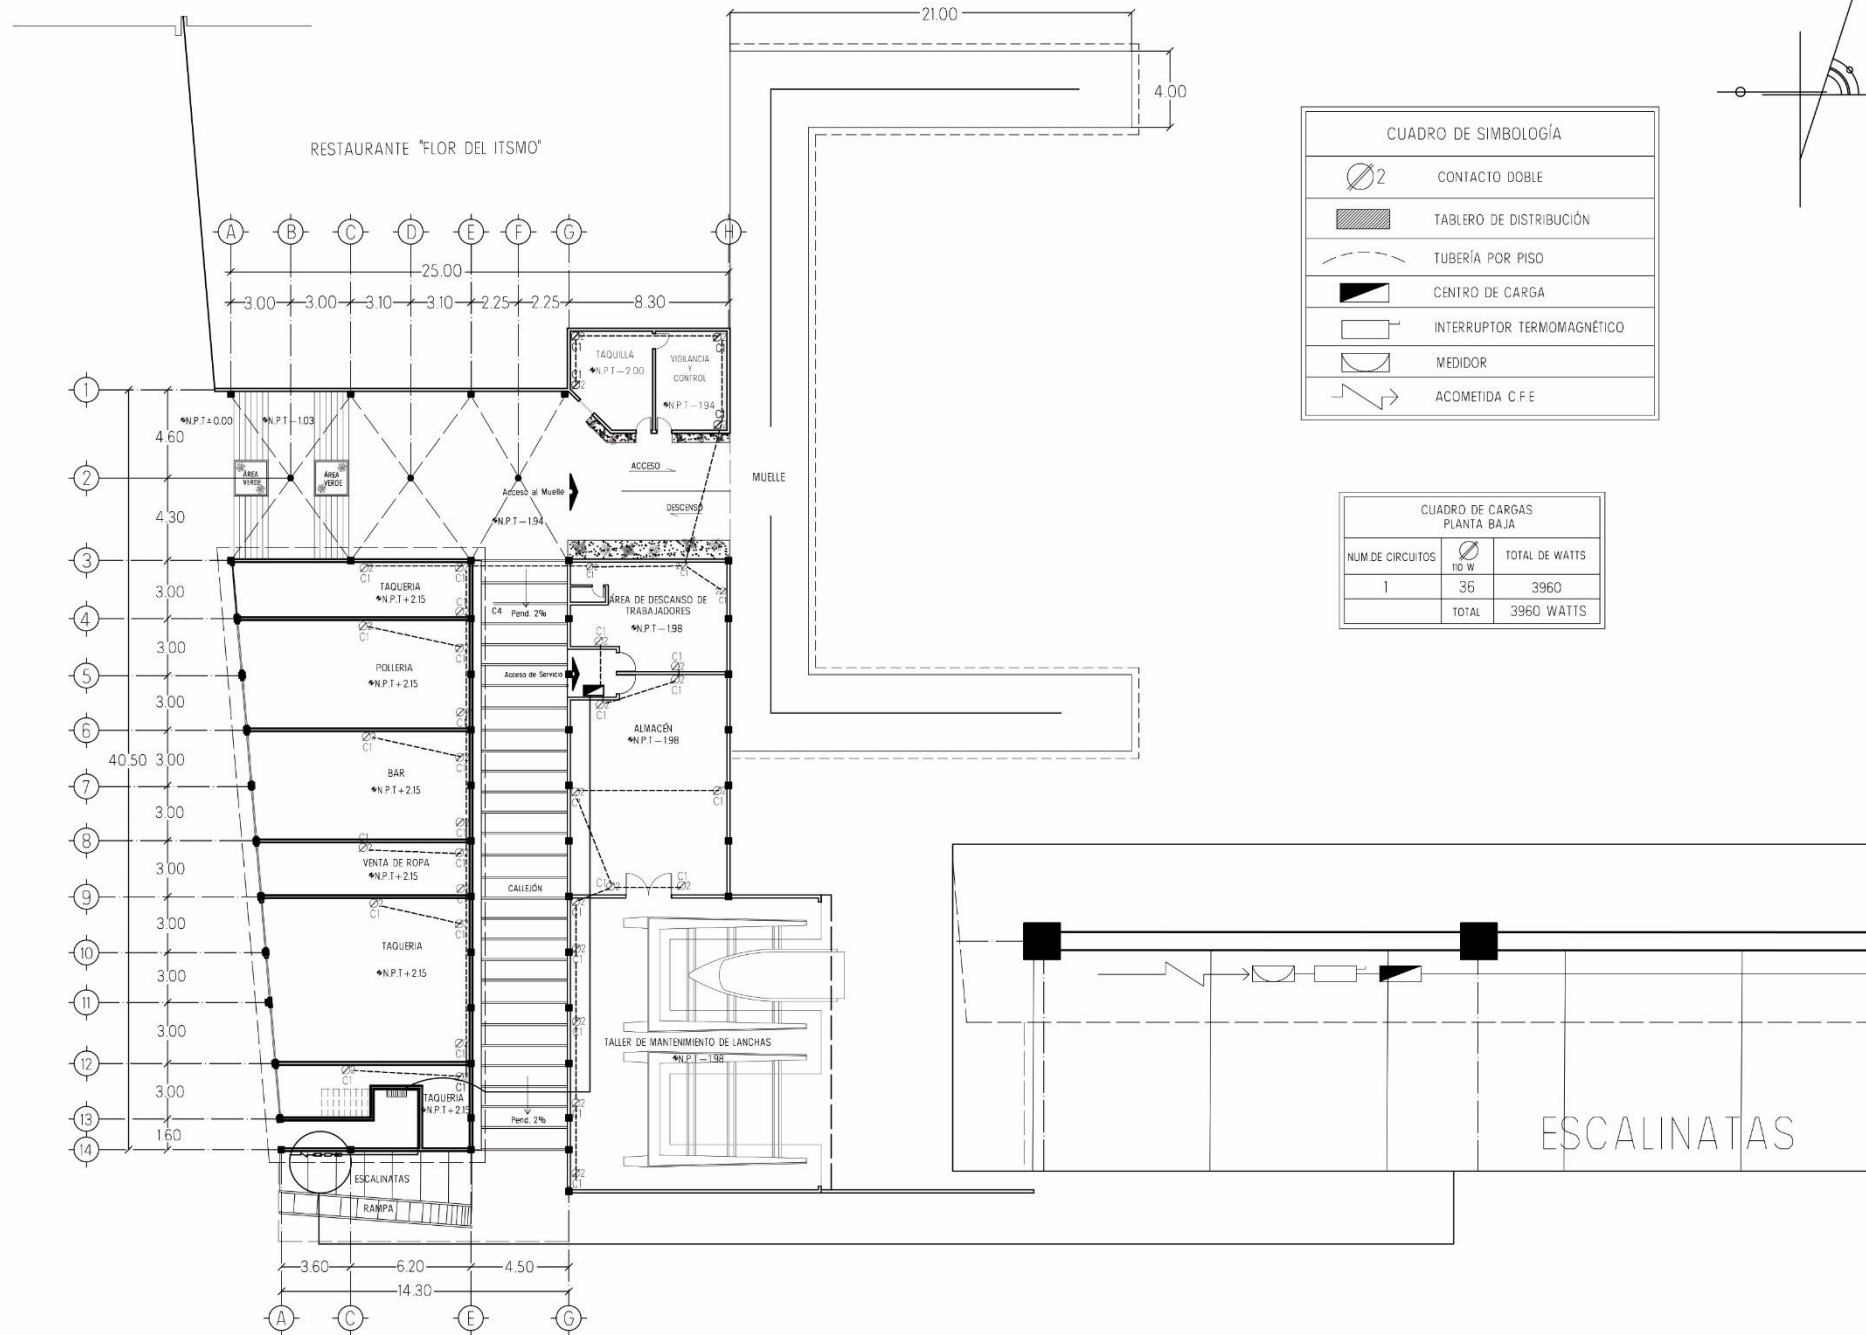 21.00
4.00
RESTAURANTE "FLOR DEL ITSMO"
A B C D E F G H
25.00
3.00 3.00 3.10 3.10 2.25 2.25 8.30
CUADRO DE SIMBOLOGÍA
2 CONTACTO DOBLE
TABLERO DE DISTRIBUCIÓN
TUBERÍA POR PISO
CENTRO DE CARGA
INTERRUPTOR TERMOMAGNÉTICO
MEDIDOR
ACOMETIDA C.F.E
CUADRO DE CARGAS
PLANTA BAJA
NUM.DE CIRCUITOS 110 W TOTAL DE WATTS
1 36 3960
TOTAL 3960 WATTS
1
2
3
4
5
6
7
8
9
10
11
12
13
14
40.50
4.60
4.30
3.00
3.00
3.00
3.00
3.00
3.00
3.00
3.00
3.00
3.00
1.60
TAQUILLA
N.P.T-2.00
VIGILANCIA
Y
CONTROL
N.P.T-1.94
N.P.T±0.00
N.P.T-1.03
ÁREA
VERDE
ÁREA
VERDE
Acceso al Muelle
N.P.T-1.94
ACCESO
DESCENSO
MUELLE
TAQUERIA
N.P.T+2.15
C4 Pend. 2%
ÁREA DE DESCANSO DE
TRABAJADORES
N.P.T-1.98
POLLERIA
N.P.T+2.15
Acceso de Servicio
ALMACÉN
N.P.T-1.98
BAR
N.P.T+2.15
VENTA DE ROPA
N.P.T+2.15
CALLEJÓN
TAQUERIA
N.P.T+2.15
TALLER DE MANTENIMIENTO DE LANCHAS
N.P.T-1.98
TAQUERIA
N.P.T+2.15
Pend. 2%
ESCALINATAS
RAMPA
ESCALINATAS
3.60 6.20 4.50
14.30
A C E G